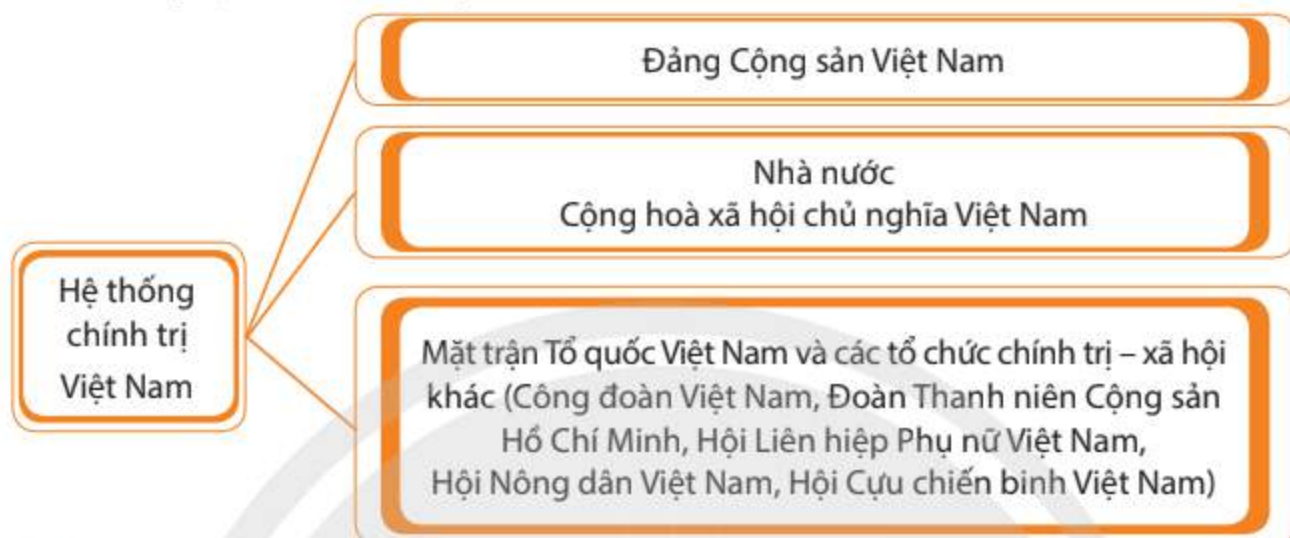 Đảng Cộng sản Việt Nam
Nhà nước
Cộng hoà xã hội chủ nghĩa Việt Nam
Hệ thống
chính trị
Việt Nam
Mặt trận Tổ quốc Việt Nam và các tổ chức chính trị – xã hội
khác (Công đoàn Việt Nam, Đoàn Thanh niên Cộng sản
Hồ Chí Minh, Hội Liên hiệp Phụ nữ Việt Nam,
Hội Nông dân Việt Nam, Hội Cựu chiến binh Việt Nam)